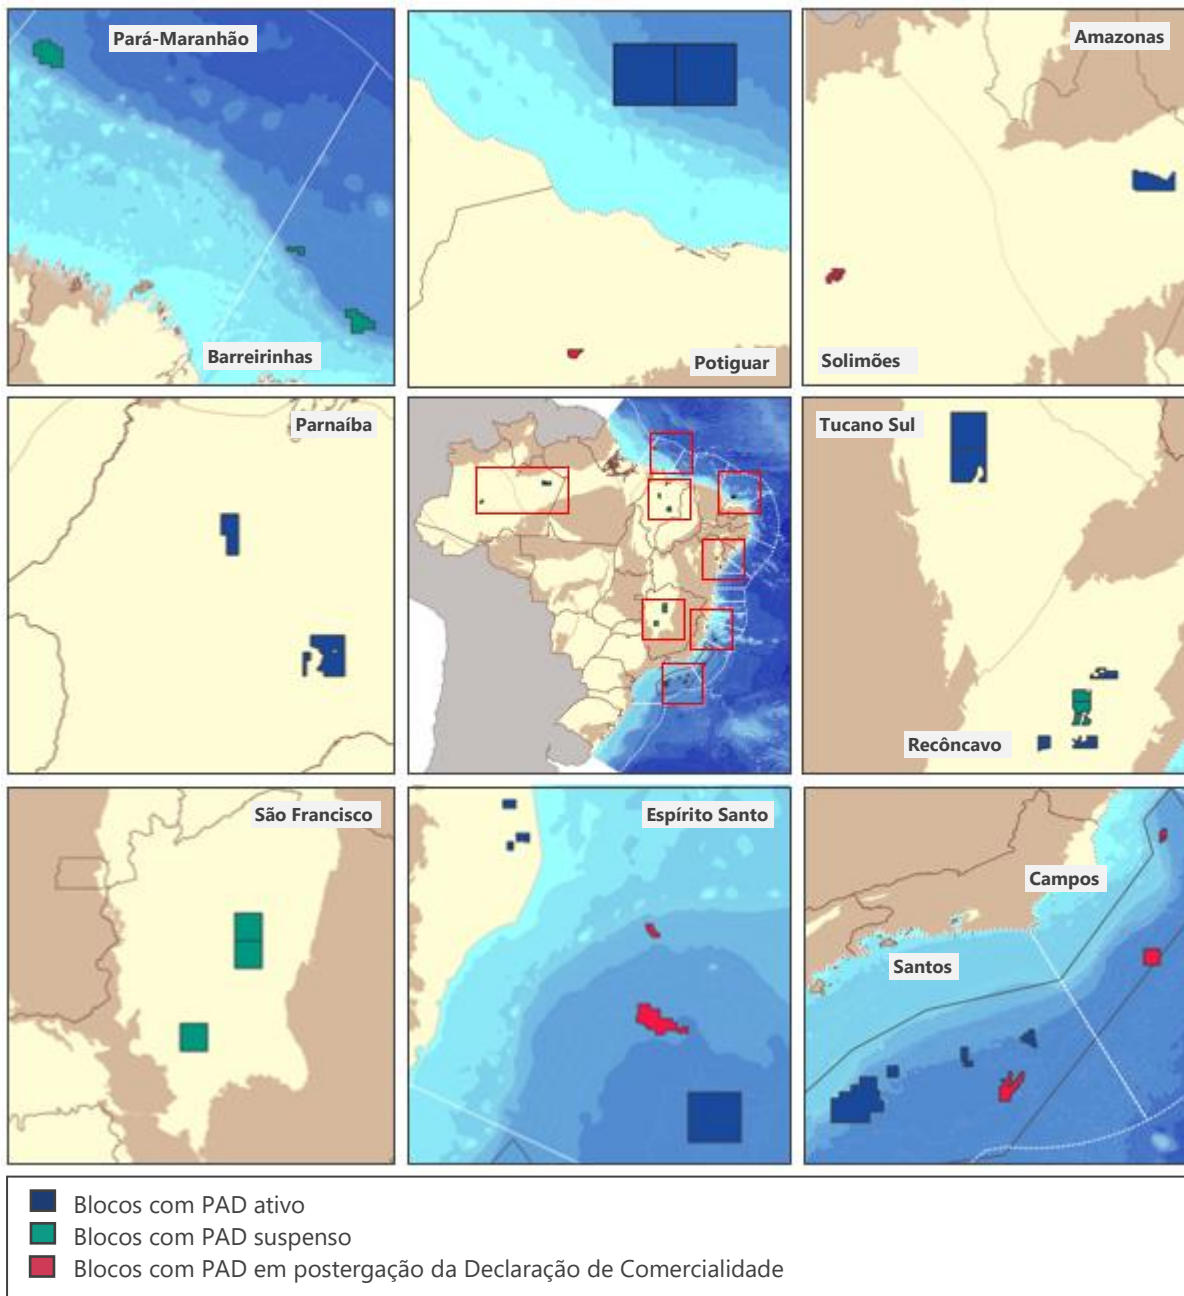 Pará-Maranhão
Barreirinhas
Potiguar
Amazonas
Solimões
Parnaíba
Tucano Sul
Recôncavo
São Francisco
Espírito Santo
Campos
Santos
Blocos com PAD ativo
Blocos com PAD suspenso
Blocos com PAD em postergação da Declaração de Comercialidade